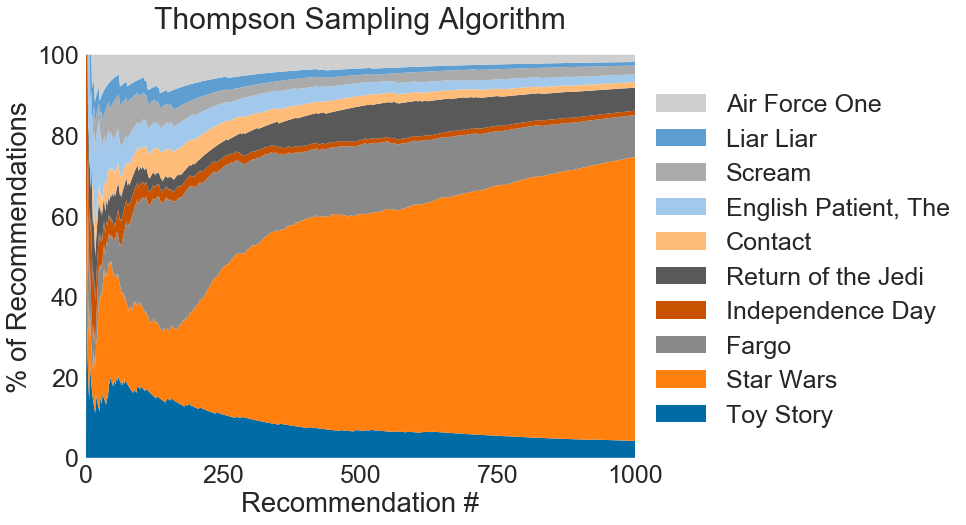 Thompson Sampling Algorithm
% of Recommendations
100
80
60
40
20
0
0 250 500 750 1000
Recommendation #
Air Force One
Liar Liar
Scream
English Patient, The
Contact
Return of the Jedi
Independence Day
Fargo
Star Wars
Toy Story